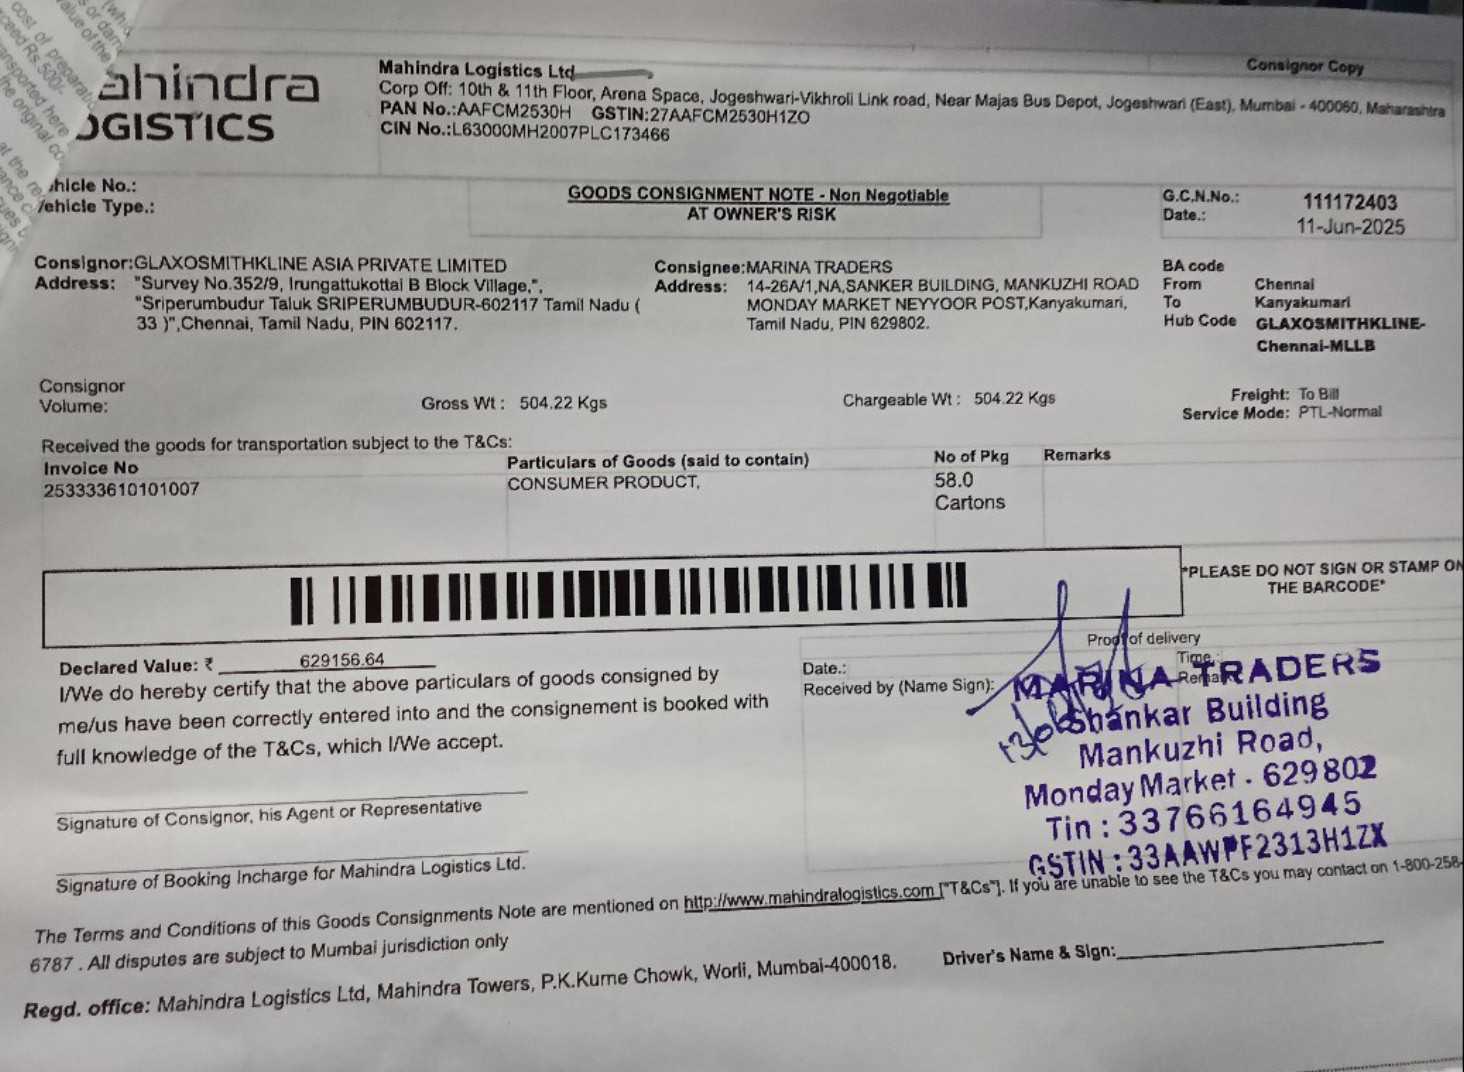 ahindra
OGISTICS
Mahindra Logistics Ltd
Corp Off: 10th & 11th Floor, Arena Space, Jogeshwari-Vikhroli Link road, Near Majas Bus Depot, Jogeshwari (East), Mumbai - 400060, Maharashtra
PAN No.:AAFCM2530H GSTIN:27AAFCM2530H1ZO
CIN No.:L63000MH2007PLC173466
Consignor Copy
hicle No.:
Vehicle Type.:
GOODS CONSIGNMENT NOTE - Non Negotiable
AT OWNER'S RISK
G.C.N.No.: 111172403
Date.: 11-Jun-2025
Consignor:GLAXOSMITHKLINE ASIA PRIVATE LIMITED
Address: "Survey No.352/9, Irungattukottai B Block Village,",
"Sriperumbudur Taluk SRIPERUMBUDUR-602117 Tamil Nadu (
33 )",Chennai, Tamil Nadu, PIN 602117.
Consignee:MARINA TRADERS
Address: 14-26A/1,NA,SANKER BUILDING, MANKUZHI ROAD
MONDAY MARKET NEYYOOR POST,Kanyakumari,
Tamil Nadu, PIN 629802.
BA code
From Chennai
To Kanyakumari
Hub Code GLAXOSMITHKLINE-
Chennai-MLLB
Consignor
Volume:
Gross Wt : 504.22 Kgs
Chargeable Wt : 504.22 Kgs
Freight: To Bill
Service Mode: PTL-Normal
Received the goods for transportation subject to the T&Cs:
Invoice No Particulars of Goods (said to contain) No of Pkg Remarks
253333610101007 CONSUMER PRODUCT, 58.0
Cartons
*PLEASE DO NOT SIGN OR STAMP ON
THE BARCODE*
Declared Value: ₹ 629156.64
I/We do hereby certify that the above particulars of goods consigned by
me/us have been correctly entered into and the consignement is booked with
full knowledge of the T&Cs, which I/We accept.
Proof of delivery
Date.: Time.:
Received by (Name Sign): Remark
MARINA TRADERS
Shankar Building
Mankuzhi Road,
Monday Market - 629802
Tin : 33766164945
GSTIN : 33AAWPF2313H1ZX
Signature of Consignor, his Agent or Representative
Signature of Booking Incharge for Mahindra Logistics Ltd.
The Terms and Conditions of this Goods Consignments Note are mentioned on http://www.mahindralogistics.com ["T&Cs"]. If you are unable to see the T&Cs you may contact on 1-800-258-
6787 . All disputes are subject to Mumbai jurisdiction only
Driver's Name & Sign:
Regd. office: Mahindra Logistics Ltd, Mahindra Towers, P.K.Kurne Chowk, Worli, Mumbai-400018.